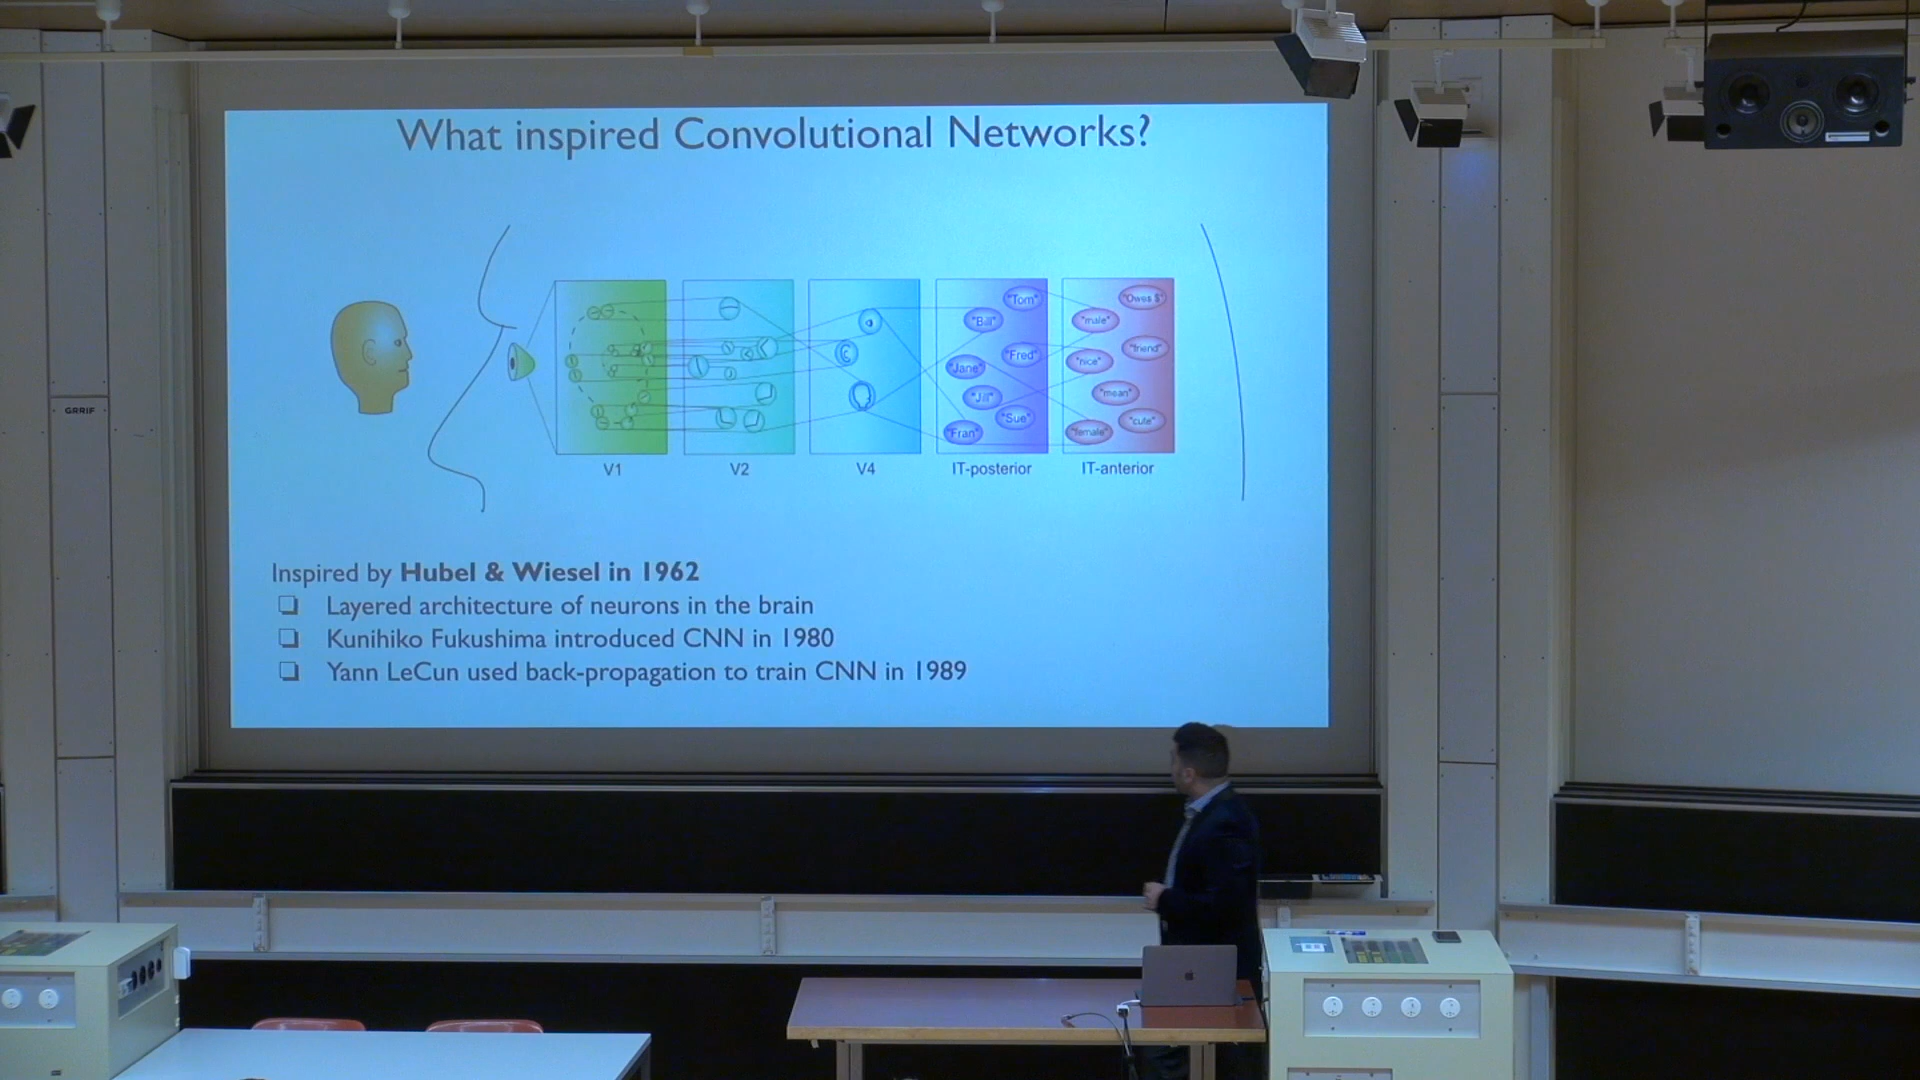 What inspired Convolutional Networks?
"Tom"
"Bill"
"Fred"
"Jane"
"Jill"
"Sue"
"Fran"
"Owes $"
"male"
"friend"
"nice"
"mean"
"cute"
"female"
V1
V2
V4
IT-posterior
IT-anterior
Inspired by Hubel & Wiesel in 1962
❑ Layered architecture of neurons in the brain
❑ Kunihiko Fukushima introduced CNN in 1980
❑ Yann LeCun used back-propagation to train CNN in 1989
GRRIF